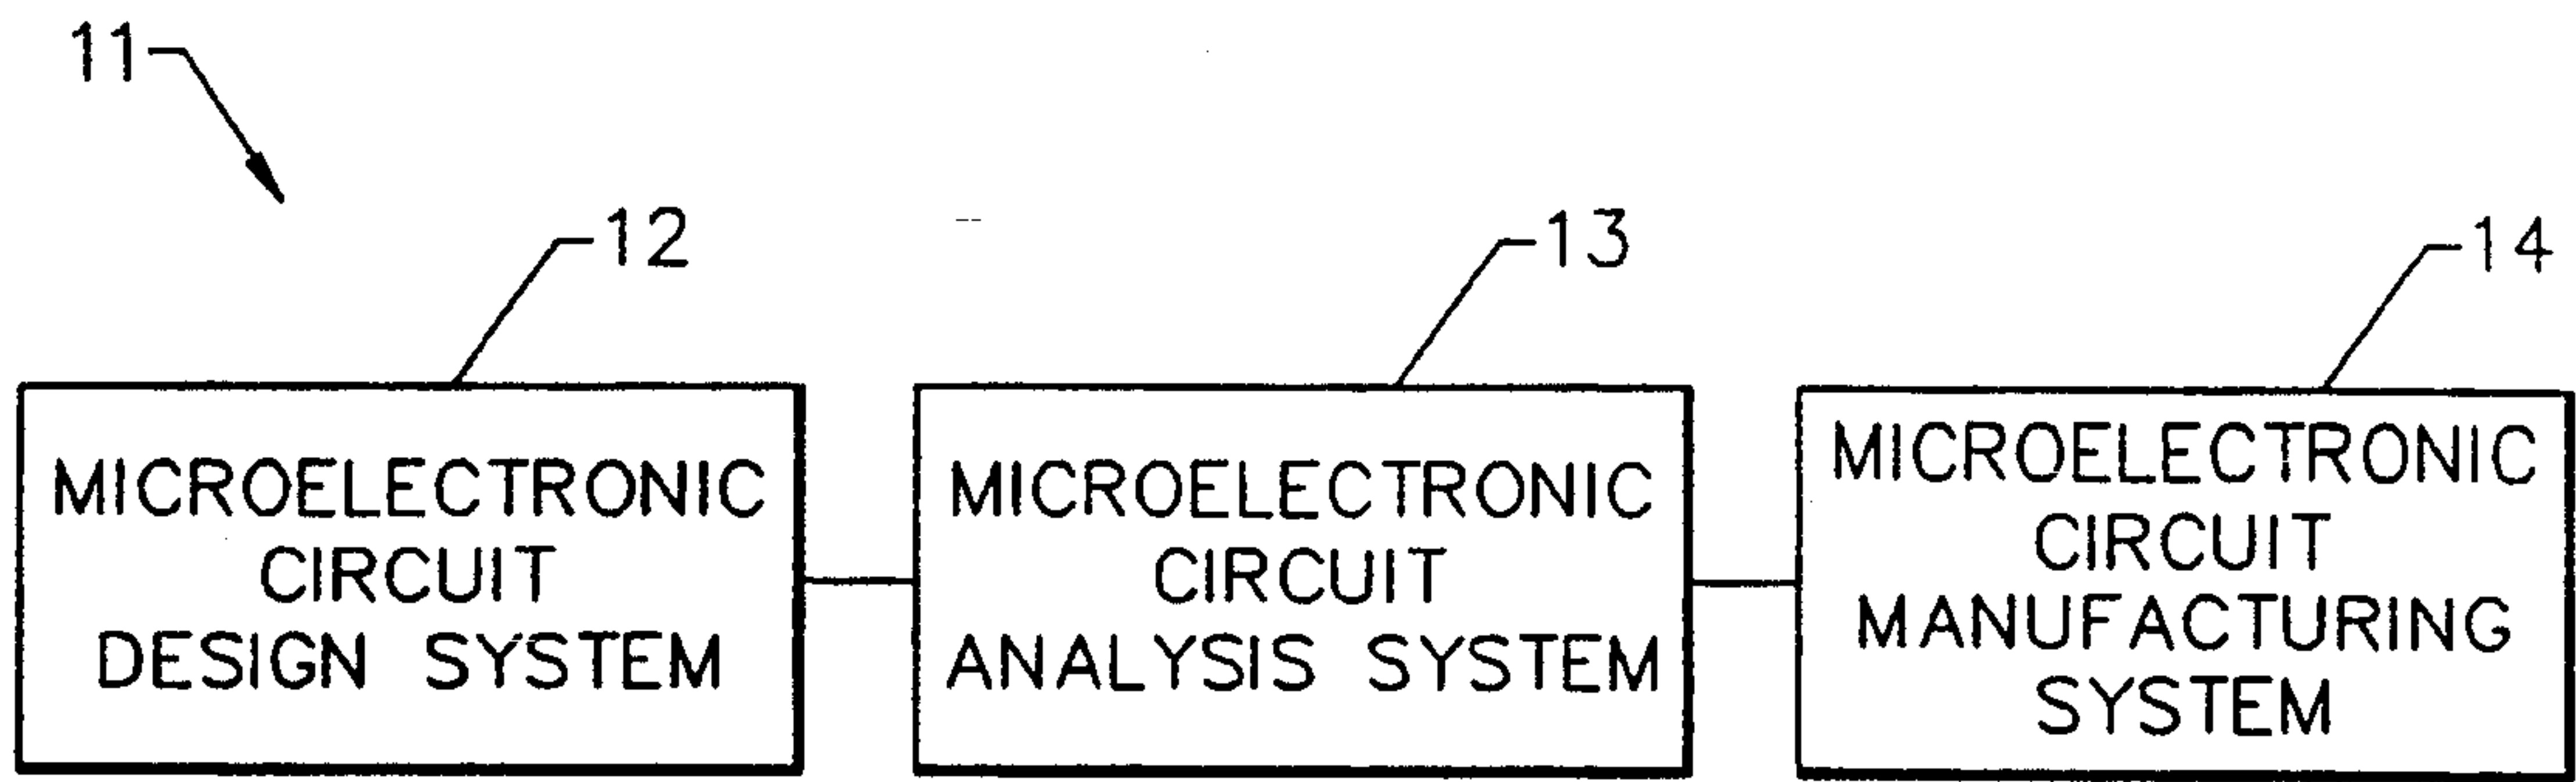 11
12
13
14
MICROELECTRONIC
CIRCUIT
DESIGN SYSTEM
MICROELECTRONIC
CIRCUIT
ANALYSIS SYSTEM
MICROELECTRONIC
CIRCUIT
MANUFACTURING
SYSTEM